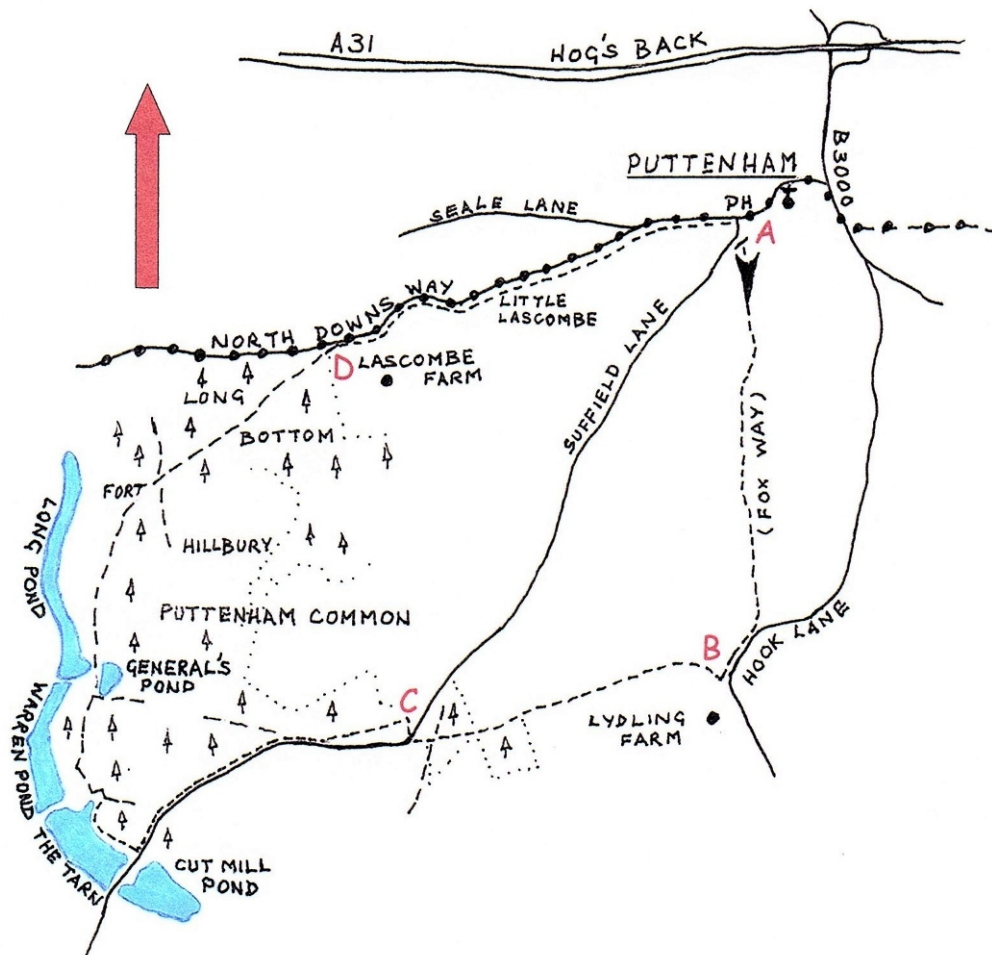 A31
HOG'S BACK
B3000
PUTTENHAM
PH
A
SEALE LANE
NORTH DOWNS WAY
LITTLE
LASCOMBE
D
LASCOMBE
FARM
LONG
BOTTOM
SUFFIELD LANE
(FOX WAY)
FORT
LONG POND
HILLBURY
PUTTENHAM COMMON
GENERAL'S
POND
B
HOOK LANE
C
LYDLING
FARM
WARREN POND
THE TARN
CUT MILL
POND